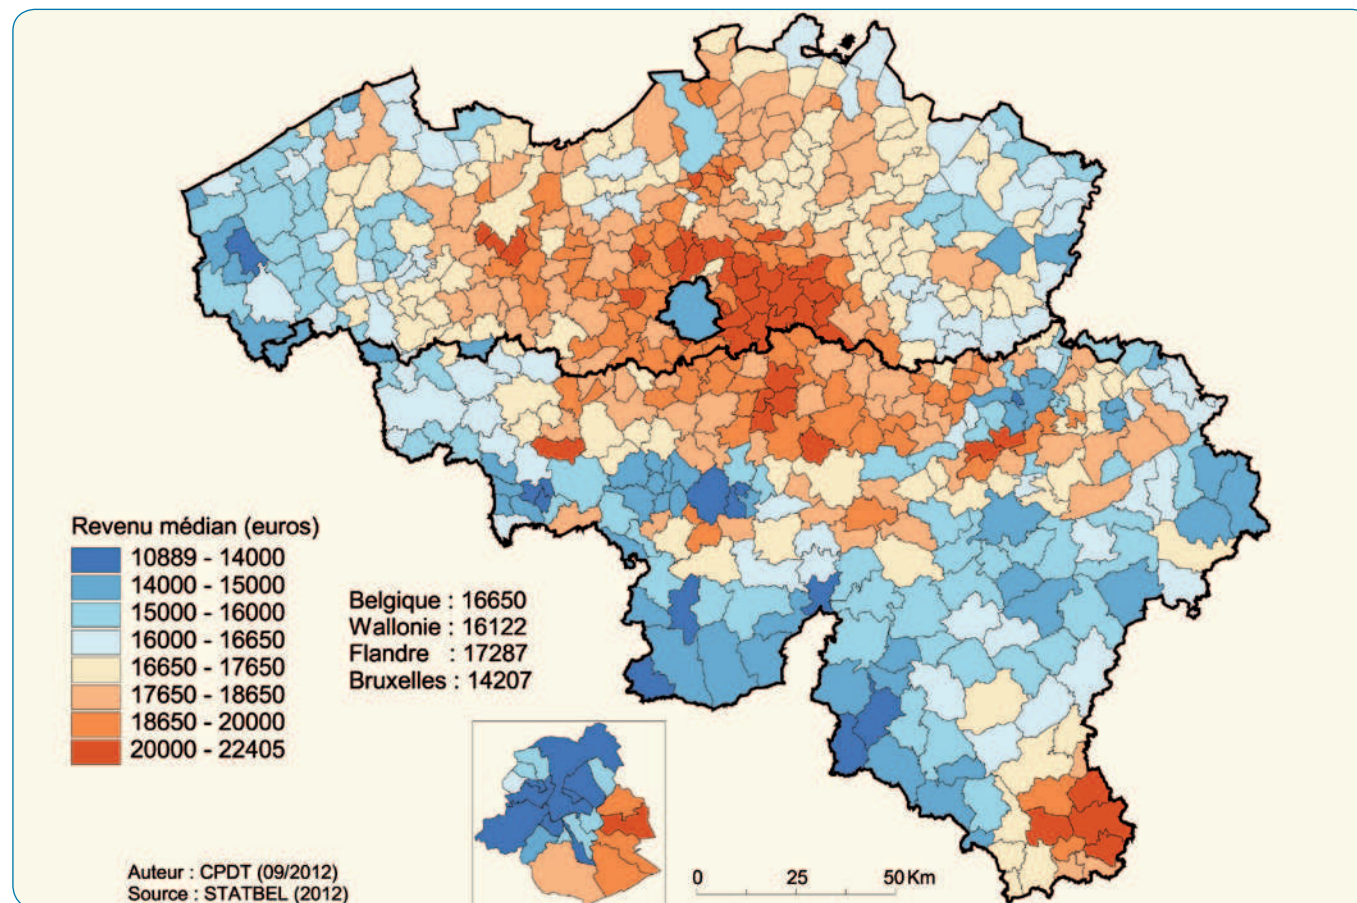 Revenu médian (euros)
10889 - 14000
14000 - 15000
15000 - 16000
16000 - 16650
16650 - 17650
17650 - 18650
18650 - 20000
20000 - 22405
Belgique : 16650
Wallonie : 16122
Flandre : 17287
Bruxelles : 14207
Auteur : CPDT (09/2012)
Source : STATBEL (2012)
0 25 50 Km